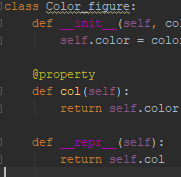 class Color_figure:
    def __init__(self, co
        self.color = color
    @property
    def col(self):
        return self.color
    def __repr__(self):
        return self.col